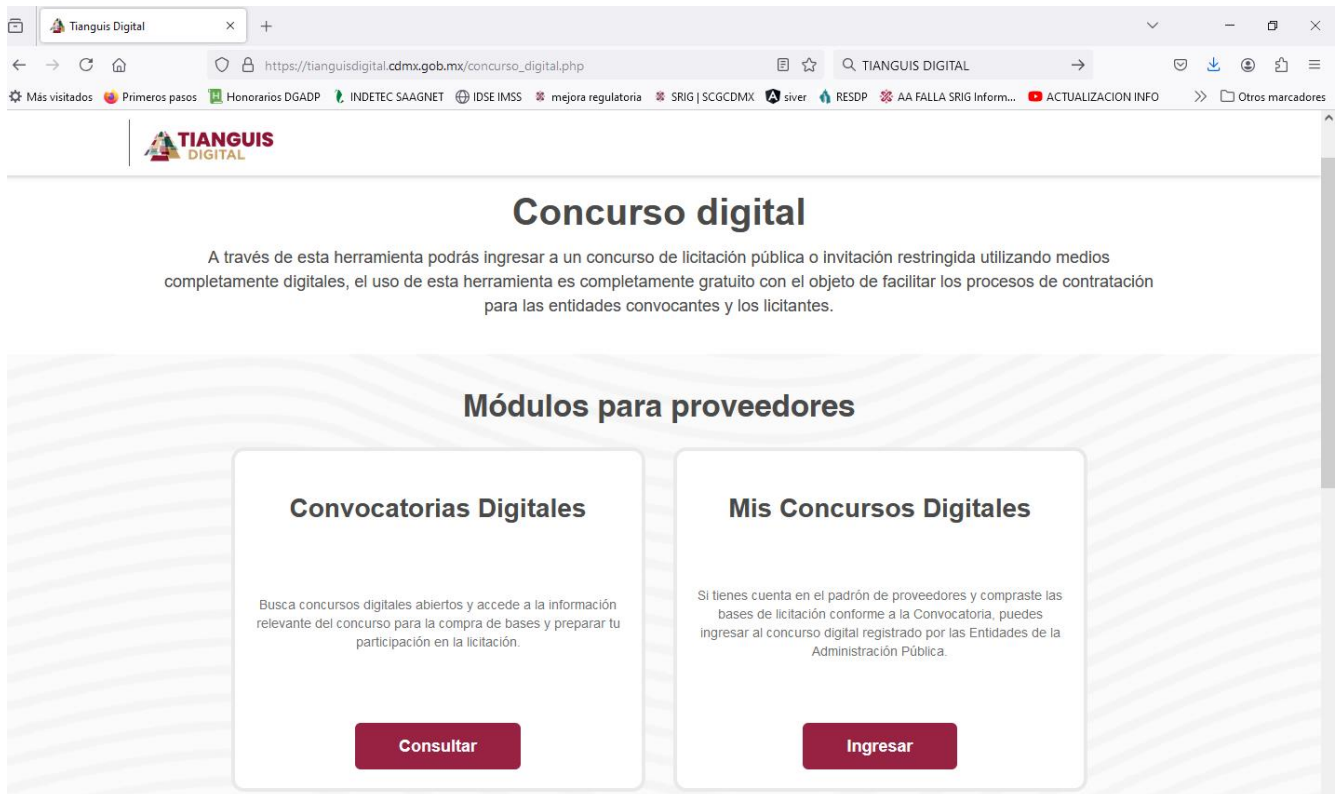 Tianguis Digital
https://tianguisdigital.cdmx.gob.mx/concurso_digital.php
TIANGUIS DIGITAL
Más visitados Primeros pasos Honorarios DGADP INDETEC SAAGNET IDSE IMSS mejora regulatoria SRIG | SCGCDMX siver RESDP AA FALLA SRIG Inform... ACTUALIZACION INFO Otros marcadores
TIANGUIS
DIGITAL
Concurso digital
A través de esta herramienta podrás ingresar a un concurso de licitación pública o invitación restringida utilizando medios
completamente digitales, el uso de esta herramienta es completamente gratuito con el objeto de facilitar los procesos de contratación
para las entidades convocantes y los licitantes.
Módulos para proveedores
Convocatorias Digitales
Busca concursos digitales abiertos y accede a la información
relevante del concurso para la compra de bases y preparar tu
participación en la licitación.
Consultar
Mis Concursos Digitales
Si tienes cuenta en el padrón de proveedores y compraste las
bases de licitación conforme a la Convocatoria, puedes
ingresar al concurso digital registrado por las Entidades de la
Administración Pública.
Ingresar